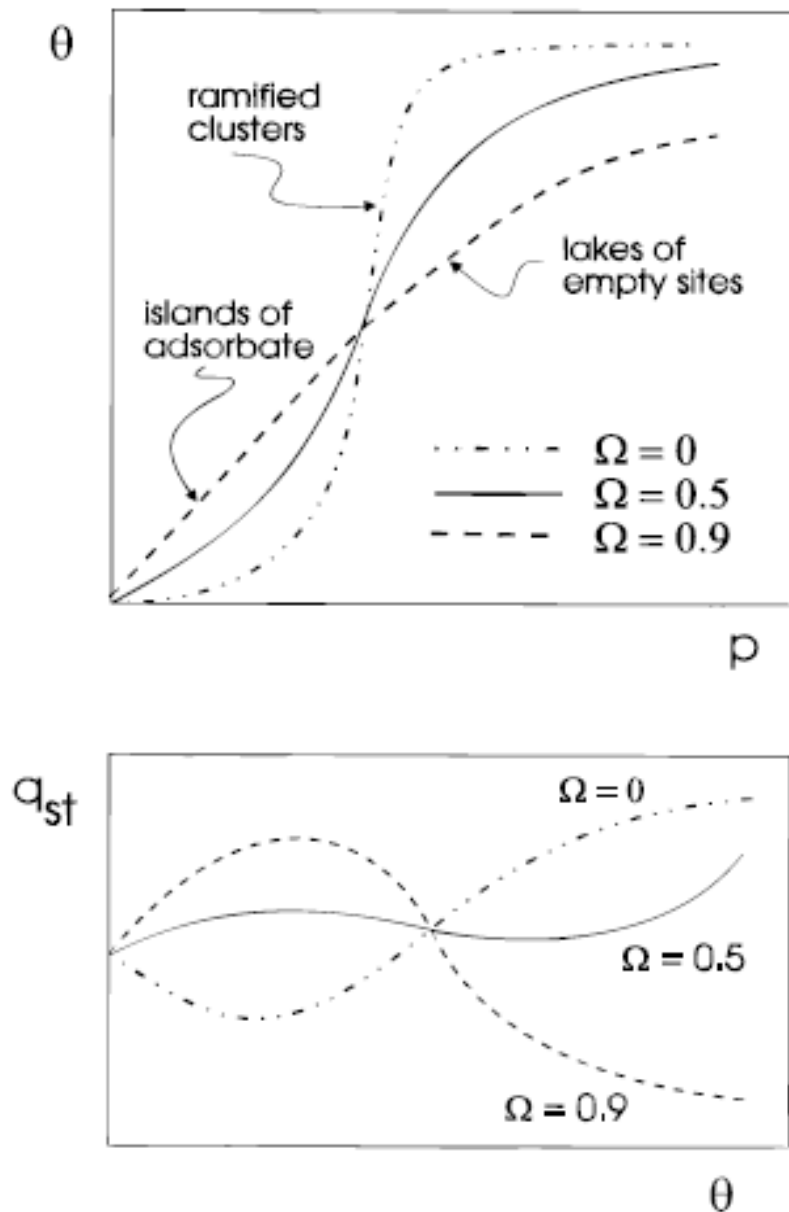 θ
ramified
clusters
lakes of
empty sites
islands of
adsorbate
Ω = 0
Ω = 0.5
Ω = 0.9
p
q_st
Ω = 0
Ω = 0.5
Ω = 0.9
θ